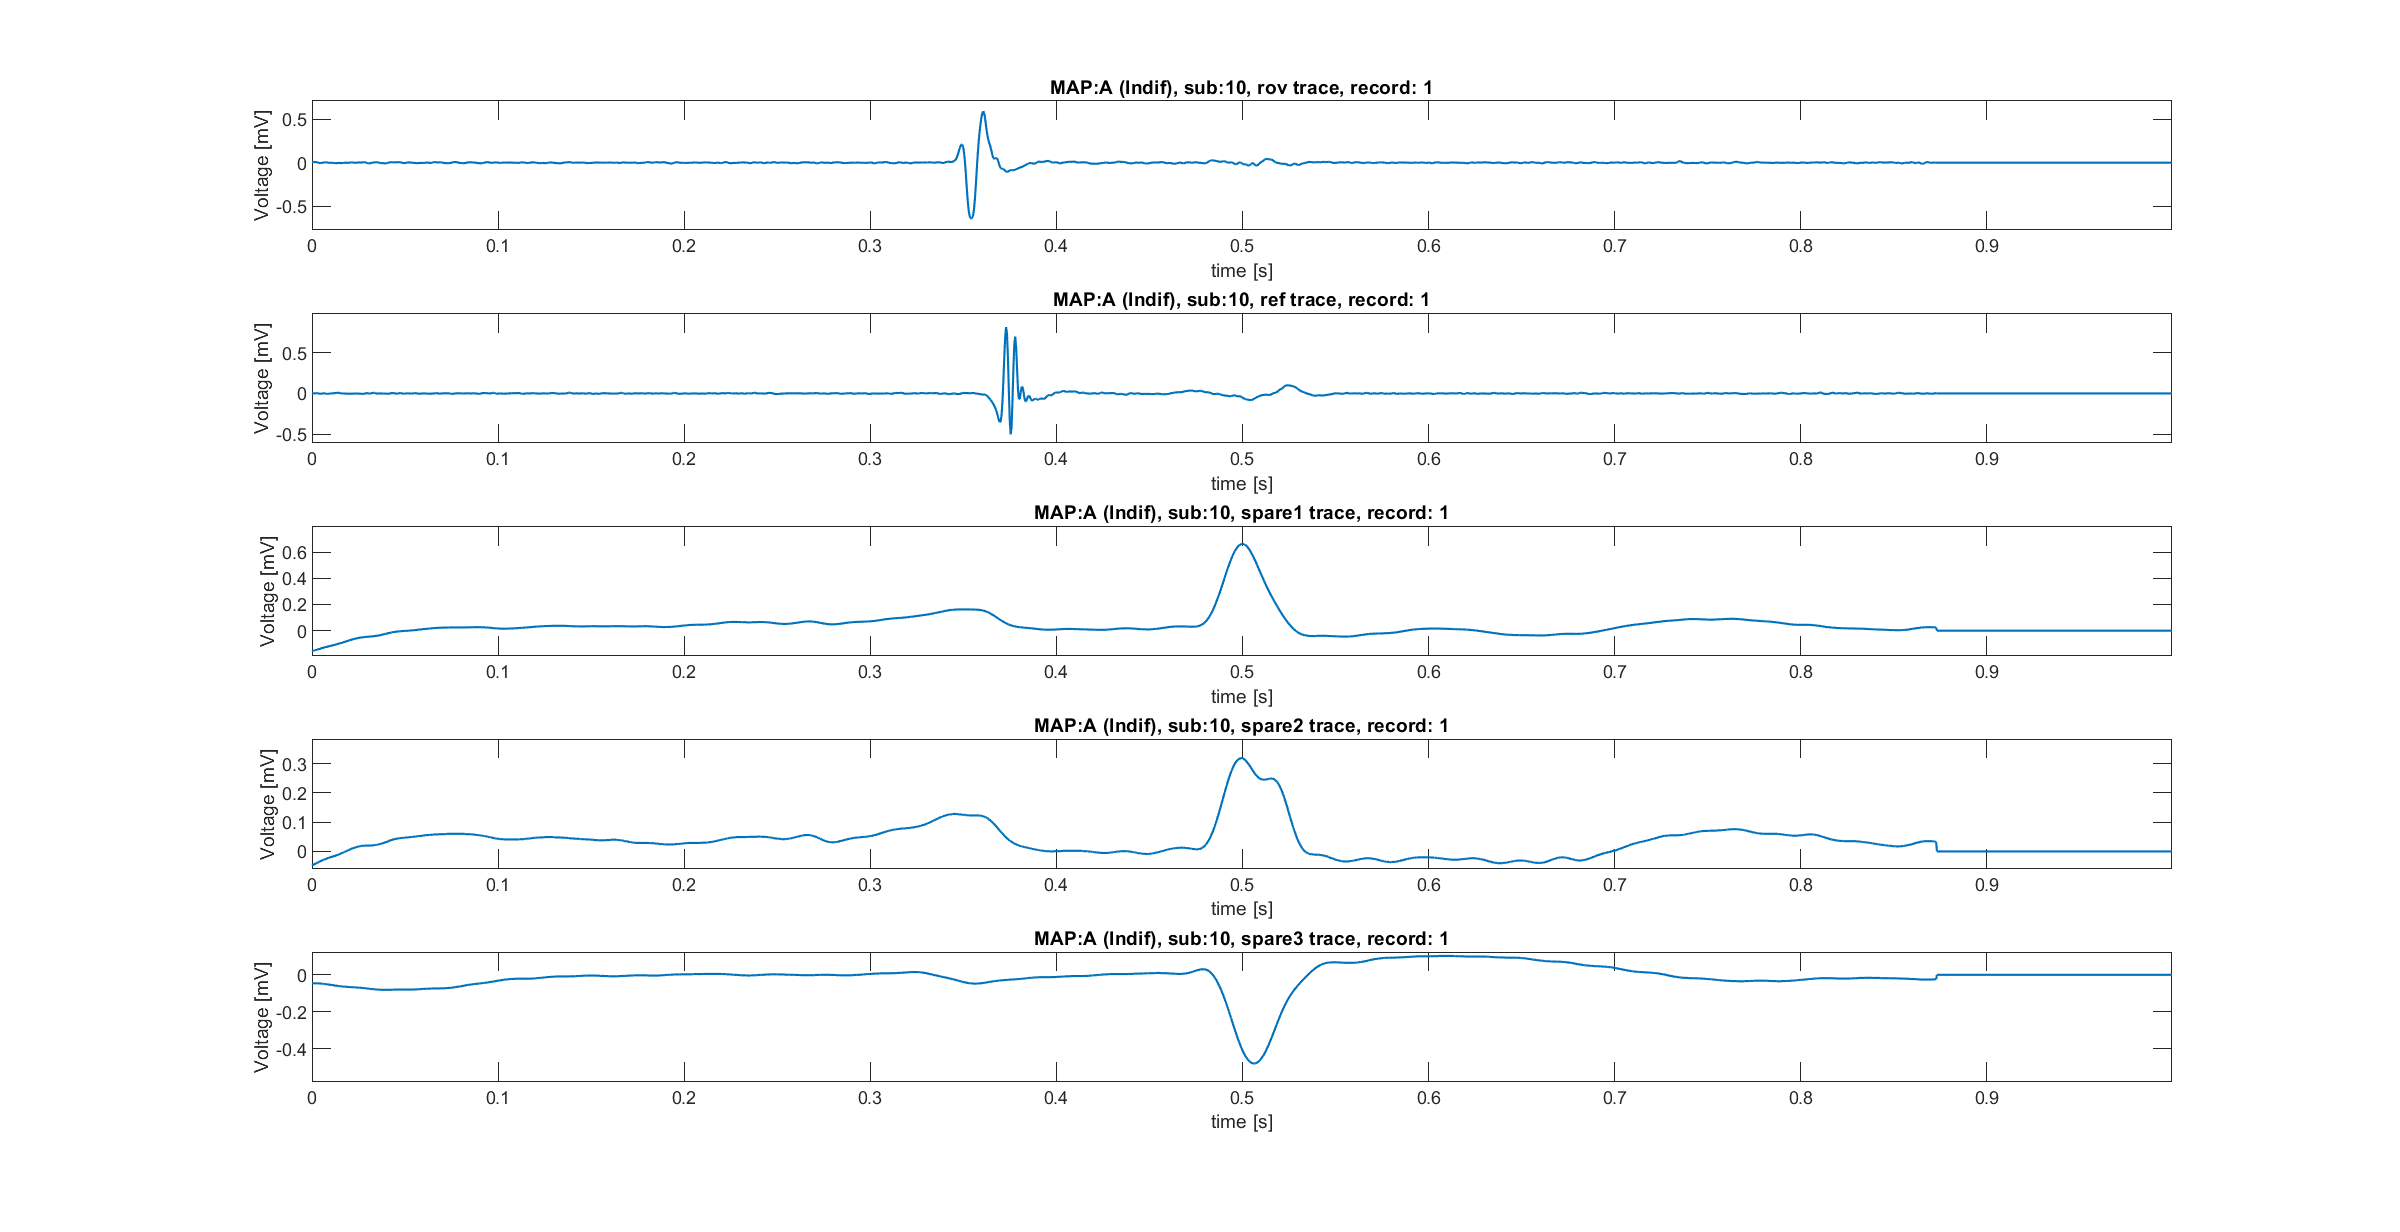 MAP:A (Indif), sub:10, rov trace, record: 1
Voltage [mV]
0.5
0
-0.5
0 0.1 0.2 0.3 0.4 0.5 0.6 0.7 0.8 0.9
time [s]
MAP:A (Indif), sub:10, ref trace, record: 1
Voltage [mV]
0.5
0
-0.5
0 0.1 0.2 0.3 0.4 0.5 0.6 0.7 0.8 0.9
time [s]
MAP:A (Indif), sub:10, spare1 trace, record: 1
Voltage [mV]
0.6
0.4
0.2
0
0 0.1 0.2 0.3 0.4 0.5 0.6 0.7 0.8 0.9
time [s]
MAP:A (Indif), sub:10, spare2 trace, record: 1
Voltage [mV]
0.3
0.2
0.1
0
0 0.1 0.2 0.3 0.4 0.5 0.6 0.7 0.8 0.9
time [s]
MAP:A (Indif), sub:10, spare3 trace, record: 1
Voltage [mV]
0
-0.2
-0.4
0 0.1 0.2 0.3 0.4 0.5 0.6 0.7 0.8 0.9
time [s]